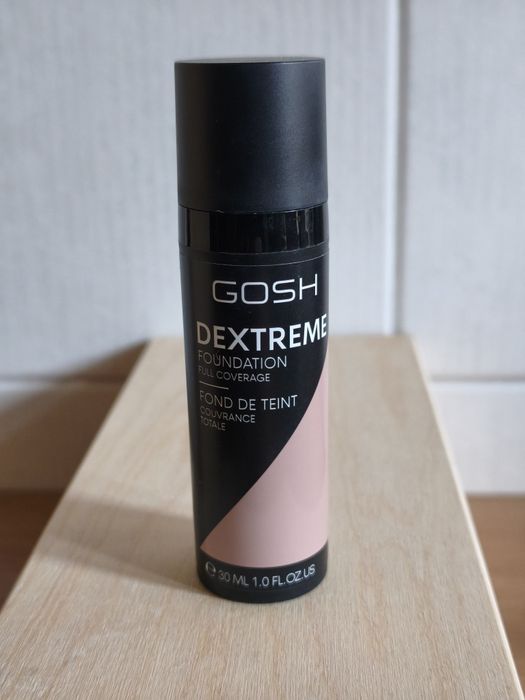 GOSH
DEXTREME
FOUNDATION
FULL COVERAGE
FOND DE TEINT
COUVRANCE
TOTALE
℮ 30 ML 1.0 FL.OZ.US